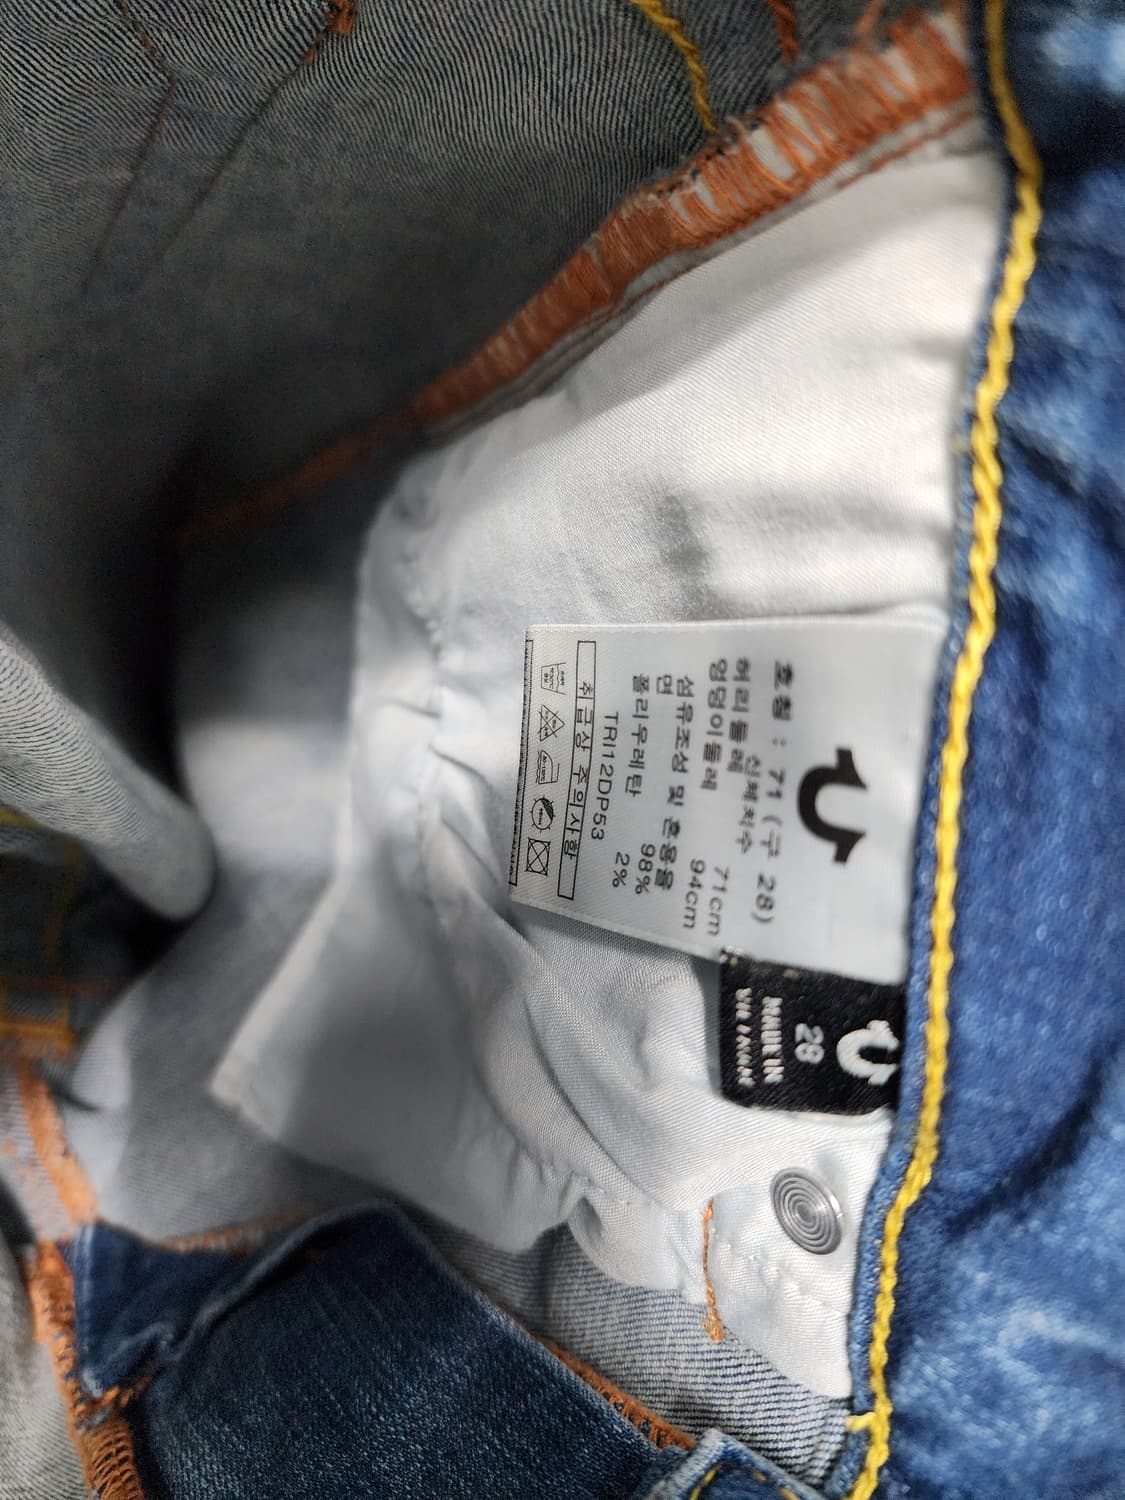 호칭 : 71 (구 28)
신체치수
허리둘레 71cm
엉덩이둘레 94cm
섬유조성 및 혼용율
면 98%
폴리우레탄 2%
TRI12DP53
취급상 주의사항
28
MADE IN
VIETNAM